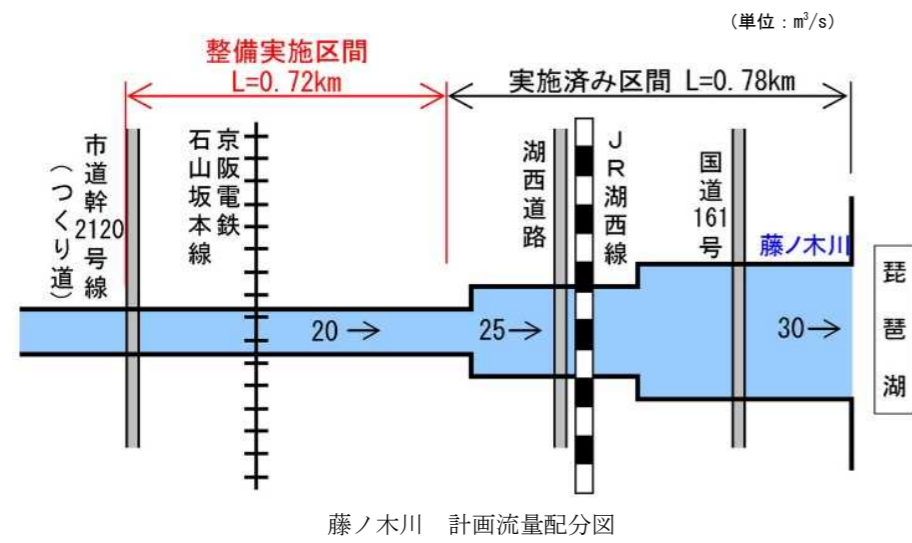 (単位：m³/s)
整備実施区間
L=0.72km
実施済み区間 L=0.78km
市道幹2120号線
（つくり道）
京阪電鉄
石山坂本線
湖西道路
JR湖西線
国道161号
藤ノ木川
琵琶湖
20→
25→
30→
藤ノ木川　計画流量配分図